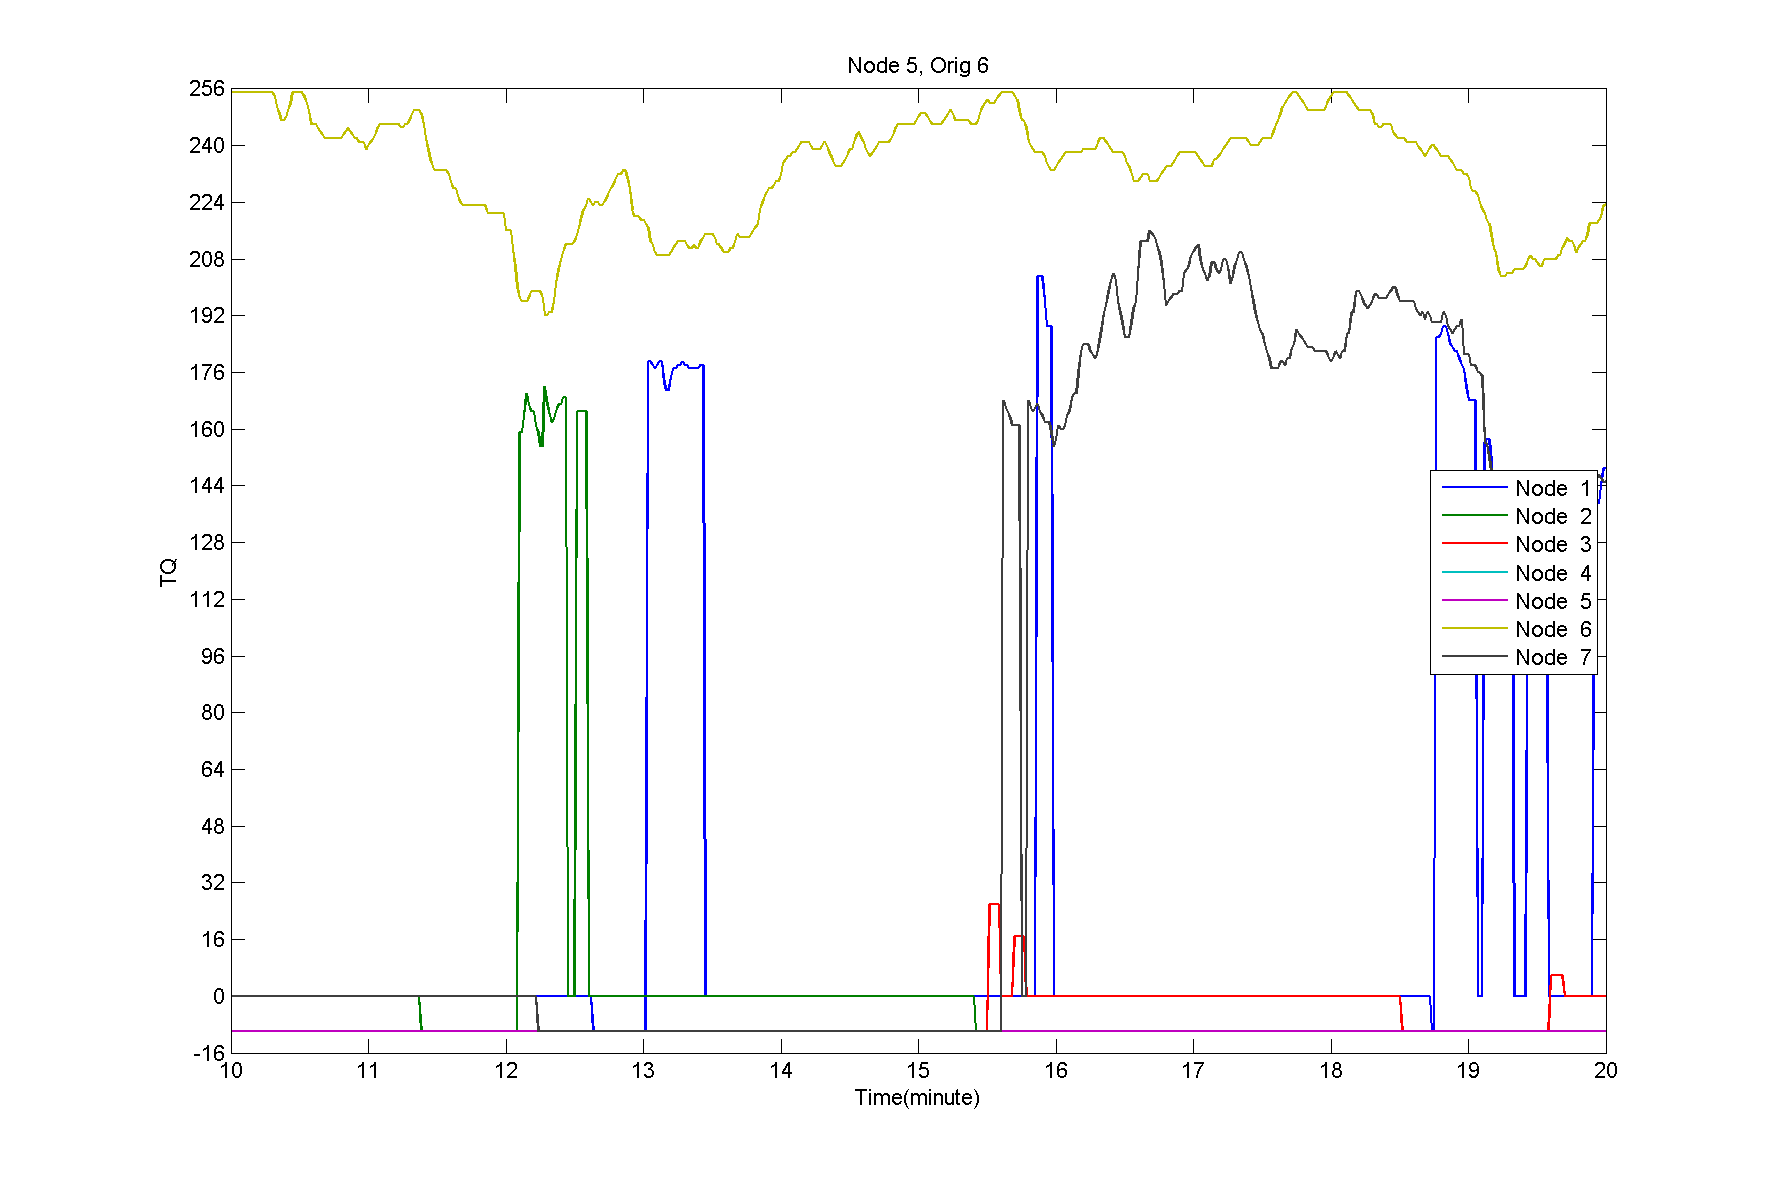 Node 5, Orig 6
256
240
224
208
192
176
160
144
128
112
96
80
64
48
32
16
0
-16
TQ
Node 1
Node 2
Node 3
Node 4
Node 5
Node 6
Node 7
10 11 12 13 14 15 16 17 18 19 20
Time(minute)